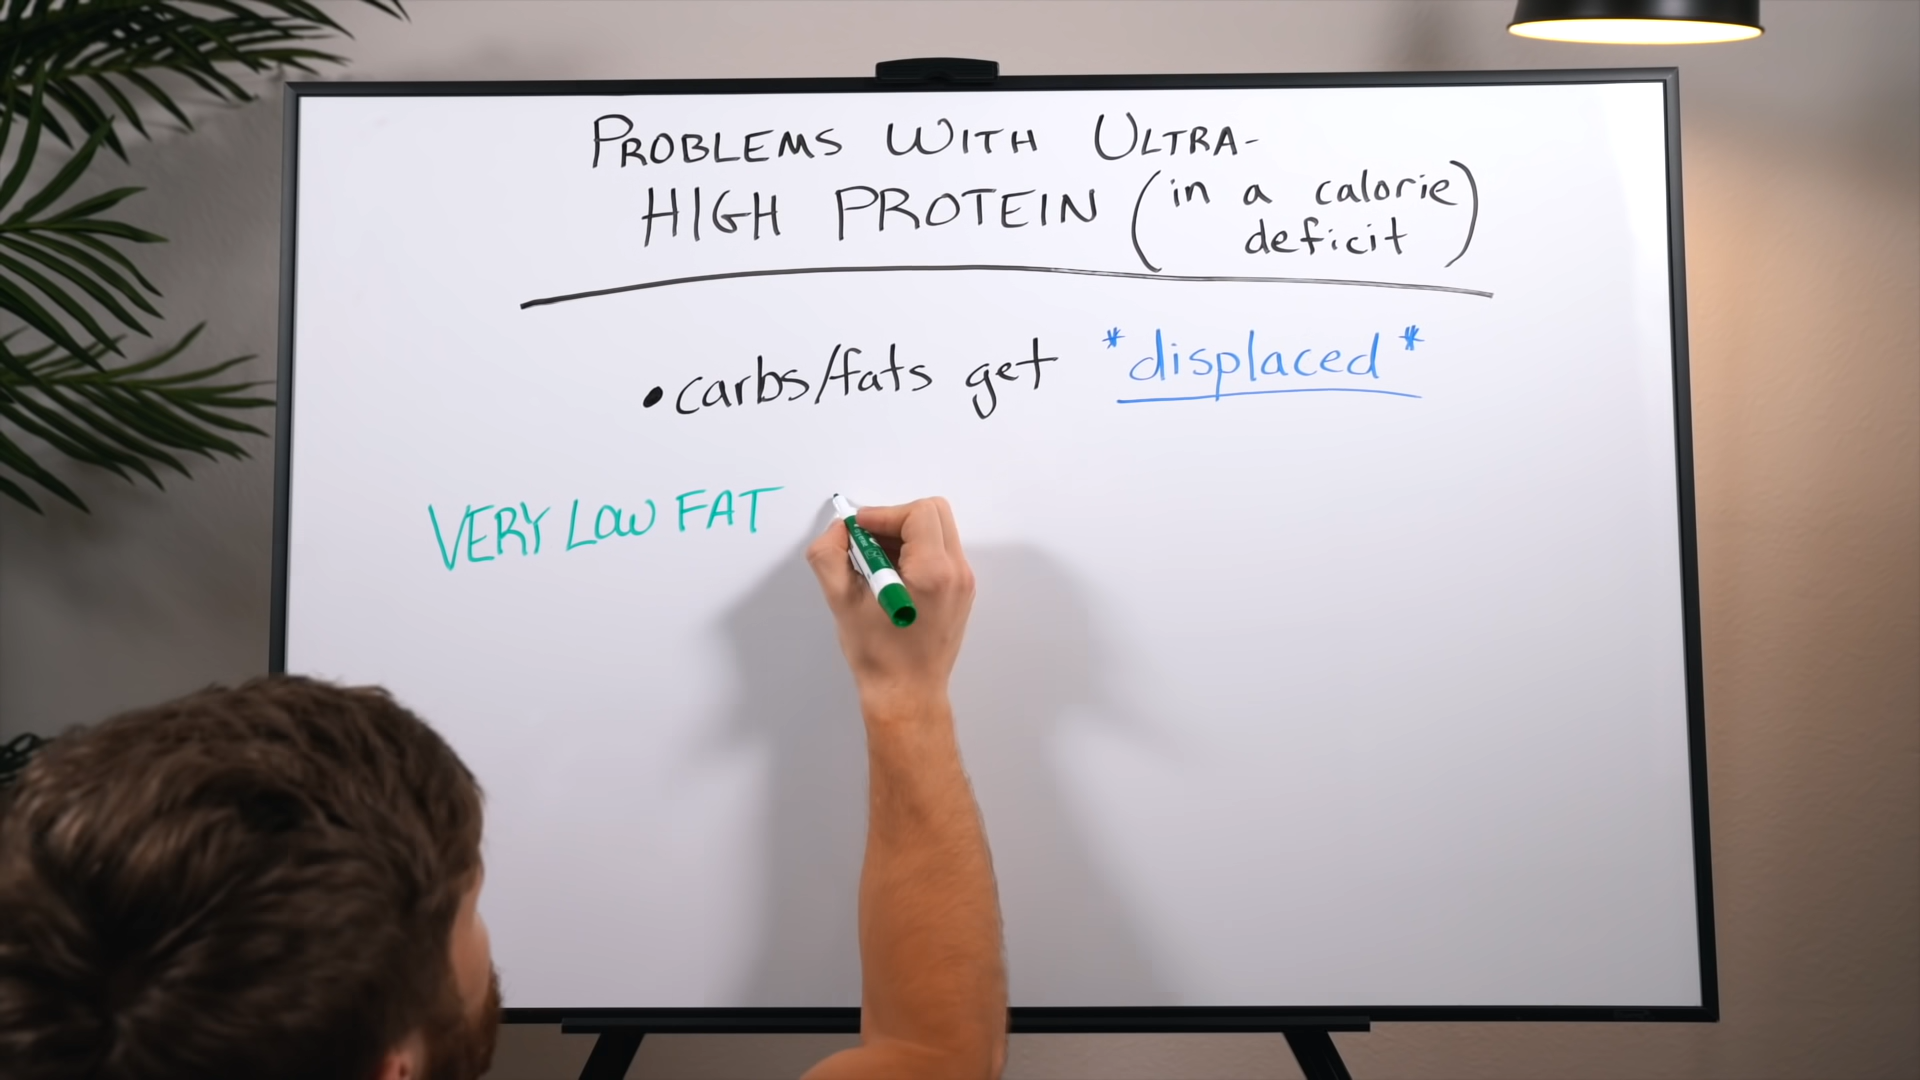 PROBLEMS WITH ULTRA-
HIGH PROTEIN (in a calorie
deficit)
•carbs/fats get *displaced*
VERY LOW FAT